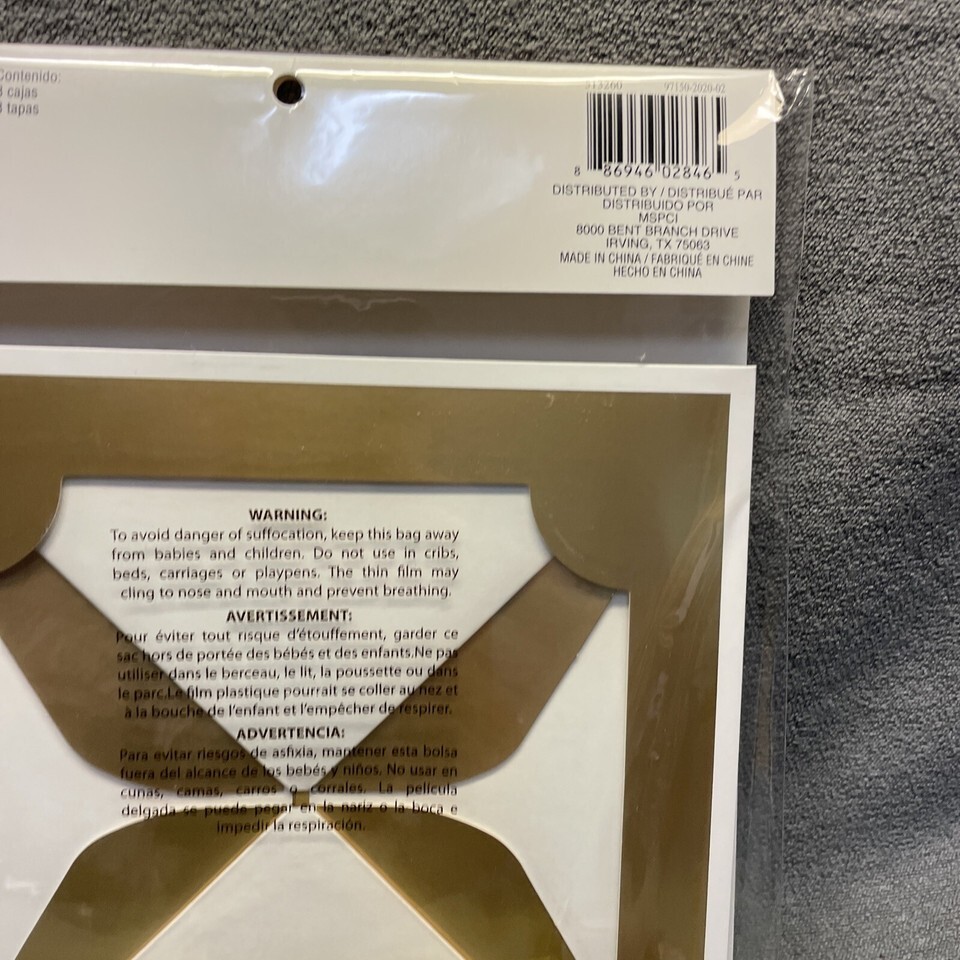 Contenido:
cajas
tapas
513260 97150-2020-02
8 86946 02846 5
DISTRIBUTED BY / DISTRIBUÉ PAR
DISTRIBUIDO POR
MSPCI
8000 BENT BRANCH DRIVE
IRVING, TX 75063
MADE IN CHINA / FABRIQUÉ EN CHINE
HECHO EN CHINA
WARNING:
To avoid danger of suffocation, keep this bag away
from babies and children. Do not use in cribs,
beds, carriages or playpens. The thin film may
cling to nose and mouth and prevent breathing.
AVERTISSEMENT:
Pour éviter tout risque d'étouffement, garder ce
sac hors de portée des bébés et des enfants.Ne pas
utiliser dans le berceau, le lit, la poussette ou dans
le parc.Le film plastique pourrait se coller au nez et
à la bouche de l'enfant et l'empêcher de respirer.
ADVERTENCIA:
Para evitar riesgos de asfixia, mantener esta bolsa
fuera del alcance de los bebés y niños. No usar en
cunas, camas, carros o corrales. La película
delgada se puede pegar en la nariz o la boca e
impedir la respiración.